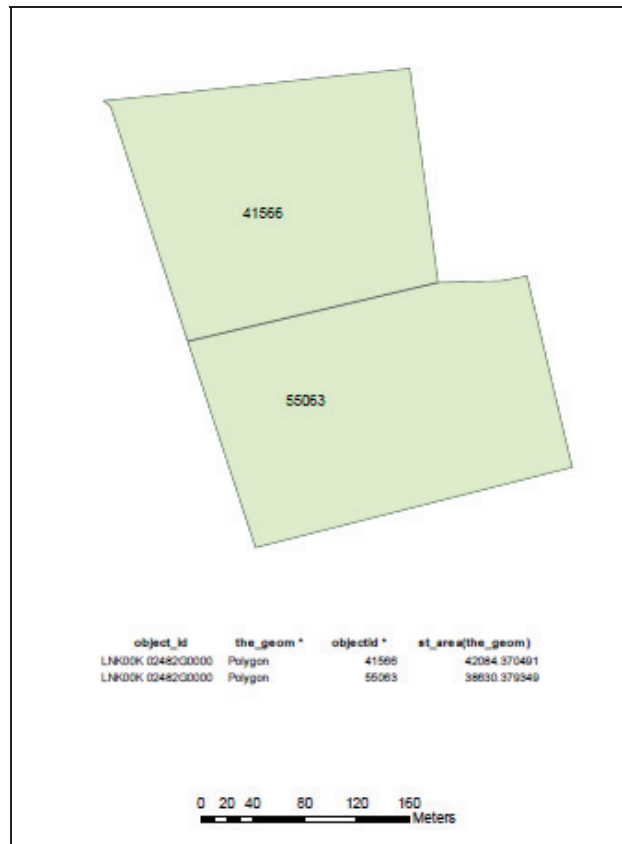 41566
55063
object_id the_geom * objectid * st_area(the_geom)
LNK00K 02482G0000 Polygon 41566 42084.370491
LNK00K 02482G0000 Polygon 55063 38630.379349
0 20 40 80 120 160
Meters